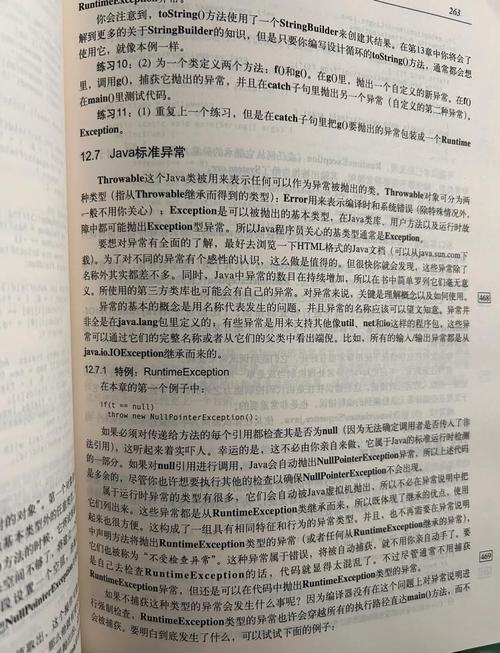 RuntimeException
263
你会注意到，toString()方法使用了一个StringBuilder来创建其结果，在第13章中你将会了
解到更多的关于StringBuilder的知识，但是只要你编写设计循环的toString()方法，通常都会想
使用它，就像本例一样。
练习10：(2) 为一个类定义两个方法：f()和g()。在g()里，抛出一个自定义的新异常。在f()
里，调用g()，捕获它抛出的异常，并且在catch子句里抛出另一个异常（自定义的第二种异常）。
在main()里测试代码。
练习11：(1) 重复上一个练习，但是在catch子句里把g()要抛出的异常包装成一个Runtime
Exception。
12.7 Java标准异常
Throwable这个Java类被用来表示任何可以作为异常被抛出的类。Throwable对象可分为两
种类型（指从Throwable继承而得到的类型）：Error用来表示编译时和系统错误（除特殊情况外，
一般不用你关心）；Exception是可以被抛出的基本类型，在Java类库、用户方法以及运行时故
障中都可能抛出Exception型异常。所以Java程序员关心的基类型通常是Exception。
要想对异常有全面的了解，最好去浏览一下HTML格式的Java文档（可以从java.sun.com下
载）。为了对不同的异常有个感性的认识，这么做是值得的。但很快你就会发现，这些异常除了
名称外其实都差不多。同时，Java中异常的数目在持续增加，所以在书中简单罗列它们毫无意
义。所使用的第三方类库也可能会有自己的异常。对异常来说，关键是理解概念以及如何使用。
468
异常的基本的概念是用名称代表发生的问题，并且异常的名称应该可以望文知意。异常并
非全是在java.lang包里定义的；有些异常是用来支持其他像util、net和io这样的程序包，这些异
常可以通过它们的完整名称或者从它们的父类中看出端倪。比如，所有的输入/输出异常都是从
java.io.IOException继承而来的。
12.7.1 特例：RuntimeException
在本章的第一个例子中：
if(t == null)
throw new NullPointerException();
如果必须对传递给方法的每个引用都检查其是否为null（因为无法确定调用者是否传入了非
法引用），这听起来着实吓人。幸运的是，这不必由你亲自来做，它属于Java的标准运行时检测
的一部分。如果对null引用进行调用，Java会自动抛出NullPointerException异常，所以上述代码
是多余的，尽管你也许想要执行其他的检查以确保NullPointerException不会出现。
属于运行时异常的类型有很多，它们会自动被Java虚拟机抛出，所以不必在异常说明中把
它们列出来。这些异常都是从RuntimeException类继承而来，所以既体现了继承的优点，使用
起来也很方便。这构成了一组具有相同特征和行为的异常类型。并且，也不再需要在异常说明
中声明方法将抛出RuntimeException类型的异常（或者任何从RuntimeException继承的异常），
它们也被称为“不受检查异常”。这种异常属于错误，将被自动捕获，就不用你亲自动手了。要
469
是自己去检查RuntimeException的话，代码就显得太混乱了。不过尽管通常不用捕获
RuntimeException异常，但还是可以在代码中抛出RuntimeException类型的异常。
如果不捕获这种类型的异常会发生什么事呢？因为编译器没有在这个问题上对异常说明进
行强制检查，RuntimeException类型的异常也许会穿越所有的执行路径直达main()方法，而不
会被捕获。要明白到底发生了什么，可以试试下面的例子：